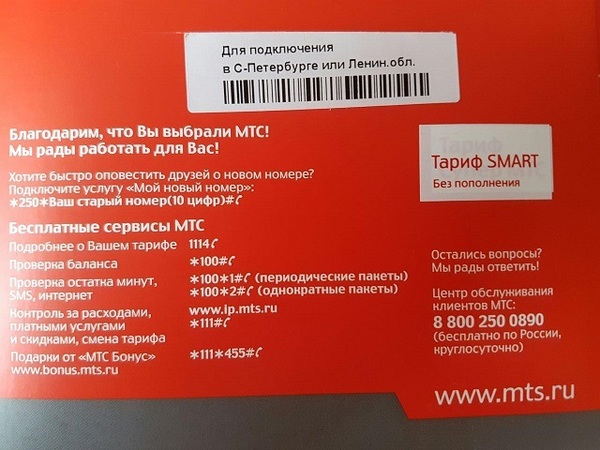 Для подключения
в С-Петербурге или Ленин.обл.
Благодарим, что Вы выбрали МТС!
Мы рады работать для Вас!
Хотите быстро оповестить друзей о новом номере?
Подключите услугу «Мой новый номер»:
*250*Ваш старый номер(10 цифр)#✆
Тариф
Тариф SMART
Без пополнения
Бесплатные сервисы МТС
Подробнее о Вашем тарифе 1114✆
Проверка баланса *100#✆
Проверка остатка минут, *100*1#✆ (периодические пакеты)
SMS, интернет *100*2#✆ (однократные пакеты)
Контроль за расходами, www.ip.mts.ru
платными услугами *111#✆
и скидками, смена тарифа
Подарки от «МТС Бонус» *111*455#✆
www.bonus.mts.ru
Остались вопросы?
Мы рады ответить!
Центр обслуживания
клиентов МТС:
8 800 250 0890
(бесплатно по России,
круглосуточно)
www.mts.ru